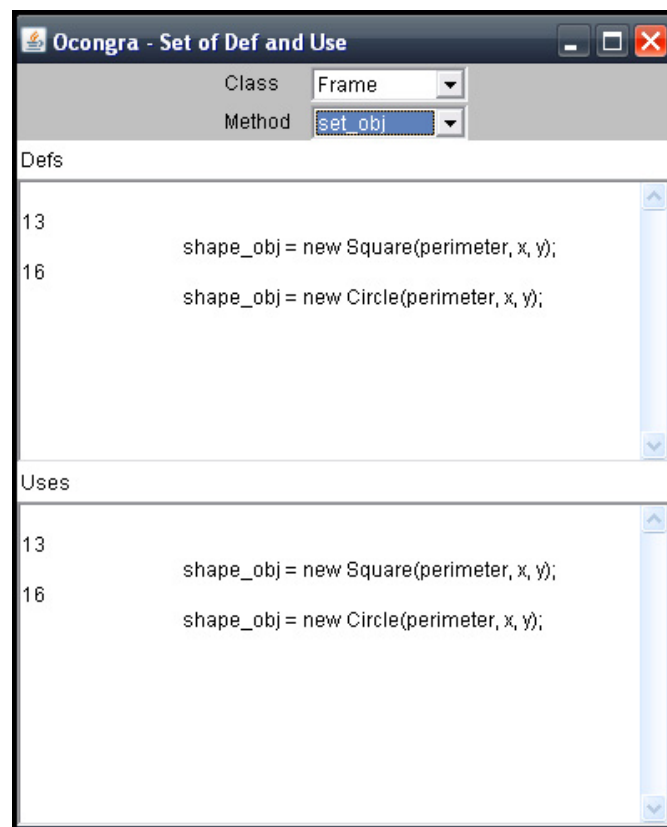 Ocongra - Set of Def and Use
Class Frame
Method set_obj
Defs
13
shape_obj = new Square(perimeter, x, y);
16
shape_obj = new Circle(perimeter, x, y);
Uses
13
shape_obj = new Square(perimeter, x, y);
16
shape_obj = new Circle(perimeter, x, y);